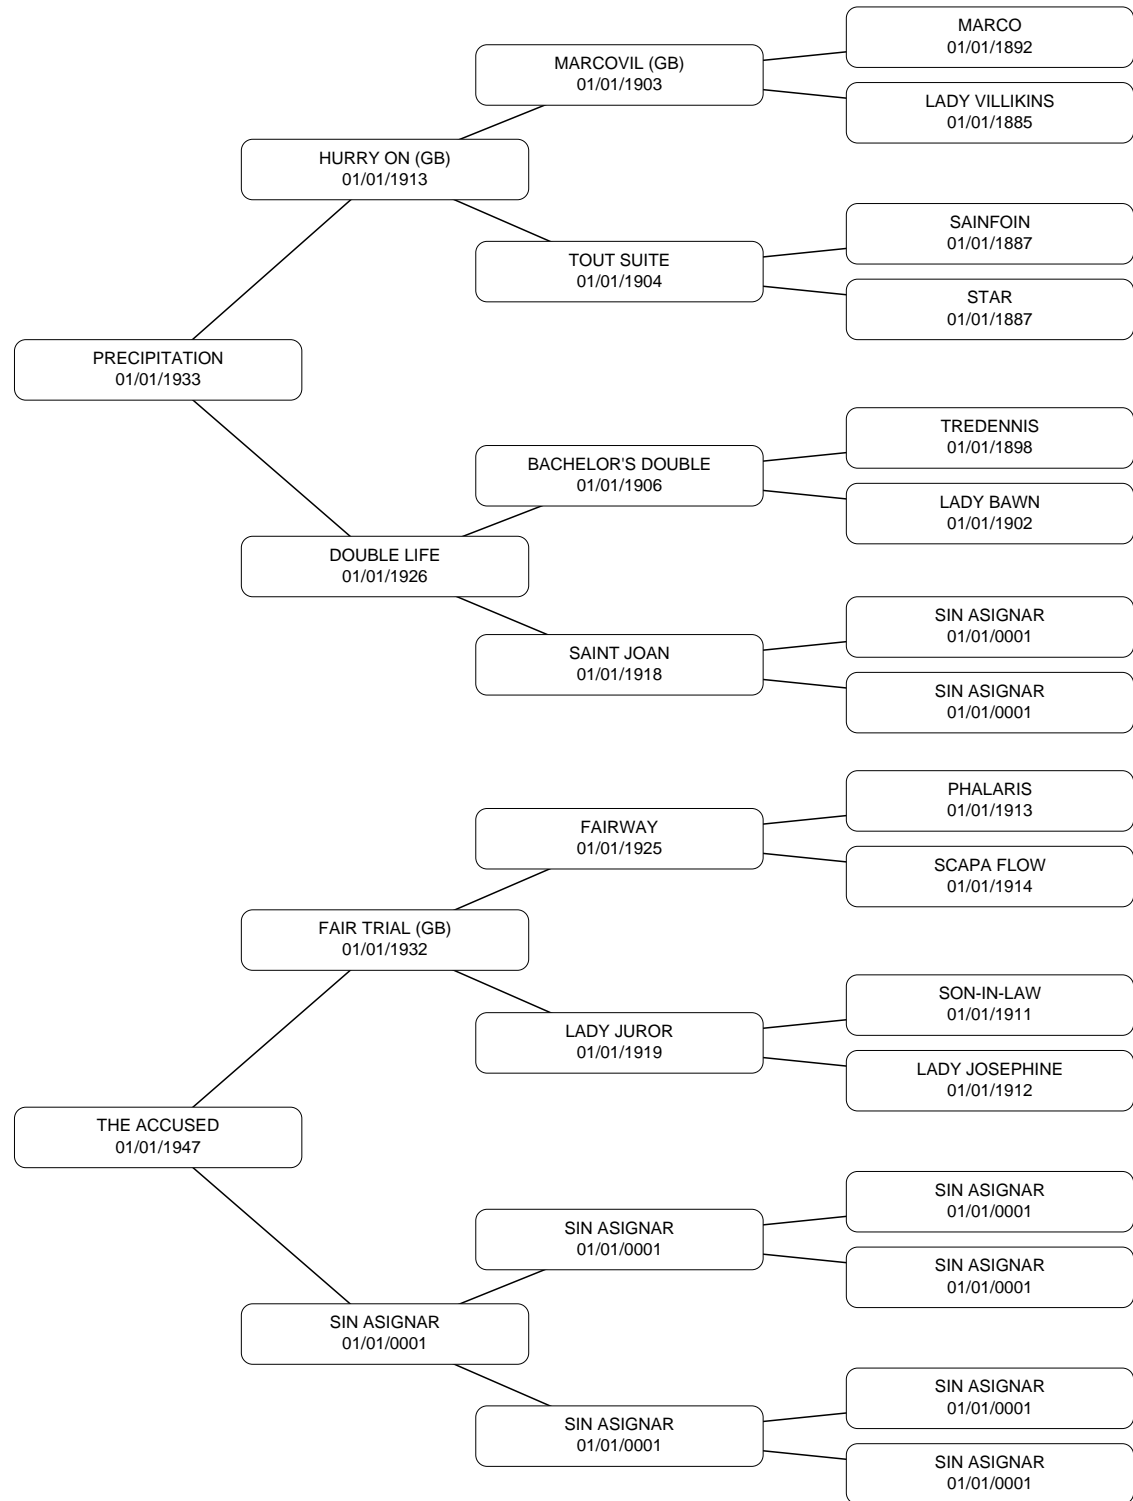 MARCO
01/01/1892
MARCOVIL (GB)
01/01/1903
LADY VILLIKINS
01/01/1885
HURRY ON (GB)
01/01/1913
SAINFOIN
01/01/1887
TOUT SUITE
01/01/1904
STAR
01/01/1887
PRECIPITATION
01/01/1933
TREDENNIS
01/01/1898
BACHELOR'S DOUBLE
01/01/1906
LADY BAWN
01/01/1902
DOUBLE LIFE
01/01/1926
SIN ASIGNAR
01/01/0001
SAINT JOAN
01/01/1918
SIN ASIGNAR
01/01/0001
PHALARIS
01/01/1913
FAIRWAY
01/01/1925
SCAPA FLOW
01/01/1914
FAIR TRIAL (GB)
01/01/1932
SON-IN-LAW
01/01/1911
LADY JUROR
01/01/1919
LADY JOSEPHINE
01/01/1912
THE ACCUSED
01/01/1947
SIN ASIGNAR
01/01/0001
SIN ASIGNAR
01/01/0001
SIN ASIGNAR
01/01/0001
SIN ASIGNAR
01/01/0001
SIN ASIGNAR
01/01/0001
SIN ASIGNAR
01/01/0001
SIN ASIGNAR
01/01/0001